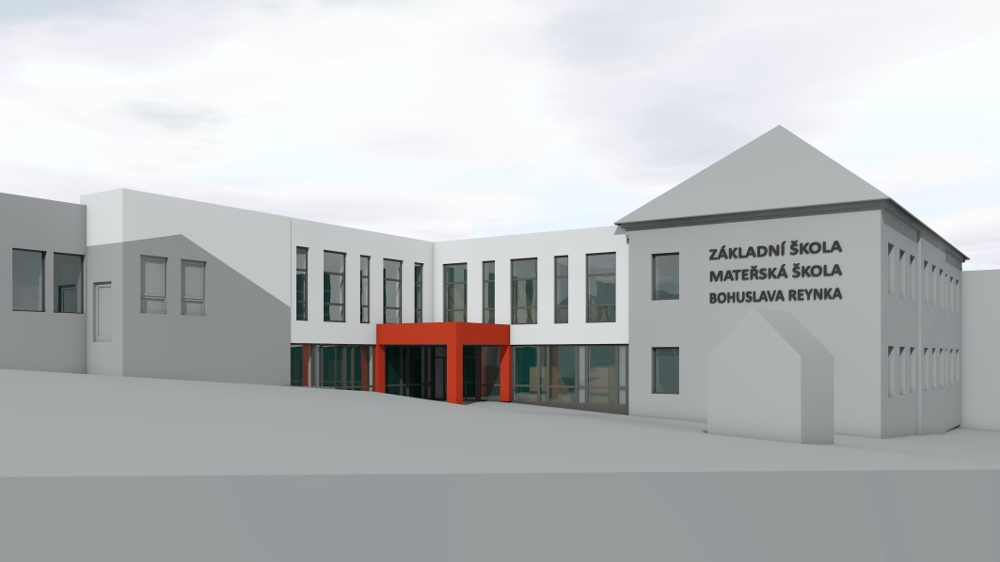 ZÁKLADNÍ ŠKOLA
MATEŘSKÁ ŠKOLA
BOHUSLAVA REYNKA